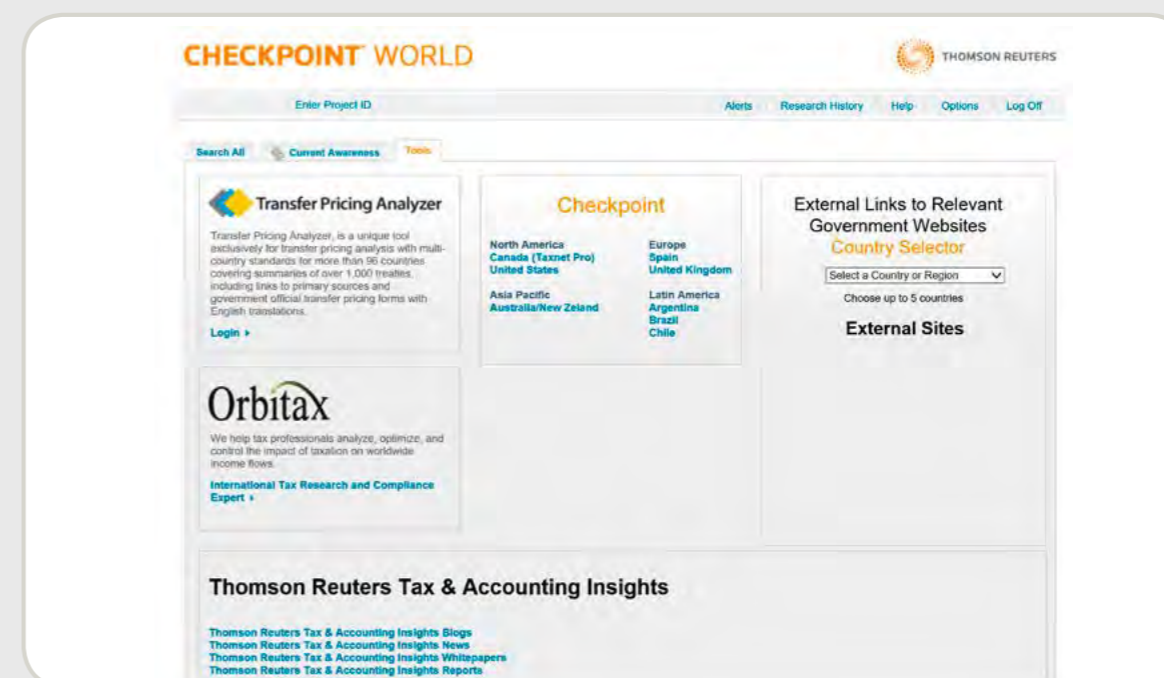 CHECKPOINT™ WORLD
THOMSON REUTERS
Enter Project ID
Alerts Research History Help Options Log Off
Search All Current Awareness Tools
Transfer Pricing Analyzer
Transfer Pricing Analyzer, is a unique tool
exclusively for transfer pricing analysis with multi-
country standards for more than 96 countries
covering summaries of over 1,000 treaties,
including links to primary sources and
government official transfer pricing forms with
English translations.
Login
Checkpoint
North America
Canada (Taxnet Pro)
United States
Asia Pacific
Australia/New Zeland
Europe
Spain
United Kingdom
Latin America
Argentina
Brazil
Chile
External Links to Relevant
Government Websites
Country Selector
Select a Country or Region
Choose up to 5 countries
External Sites
Orbitax
We help tax professionals analyze, optimize, and
control the impact of taxation on worldwide
income flows.
International Tax Research and Compliance
Expert
Thomson Reuters Tax & Accounting Insights
Thomson Reuters Tax & Accounting Insights Blogs
Thomson Reuters Tax & Accounting Insights News
Thomson Reuters Tax & Accounting Insights Whitepapers
Thomson Reuters Tax & Accounting Insights Reports